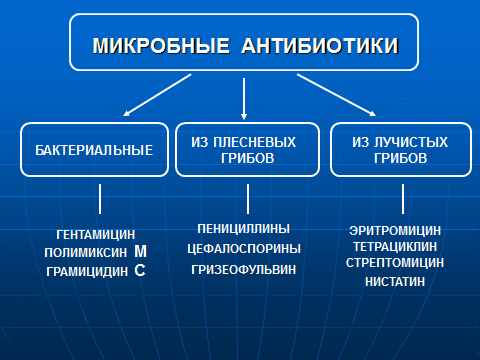 МИКРОБНЫЕ АНТИБИОТИКИ
БАКТЕРИАЛЬНЫЕ
ИЗ ПЛЕСНЕВЫХ
ГРИБОВ
ИЗ ЛУЧИСТЫХ
ГРИБОВ
ГЕНТАМИЦИН
ПОЛИМИКСИН М
ГРАМИЦИДИН С
ПЕНИЦИЛЛИНЫ
ЦЕФАЛОСПОРИНЫ
ГРИЗЕОФУЛЬВИН
ЭРИТРОМИЦИН
ТЕТРАЦИКЛИН
СТРЕПТОМИЦИН
НИСТАТИН